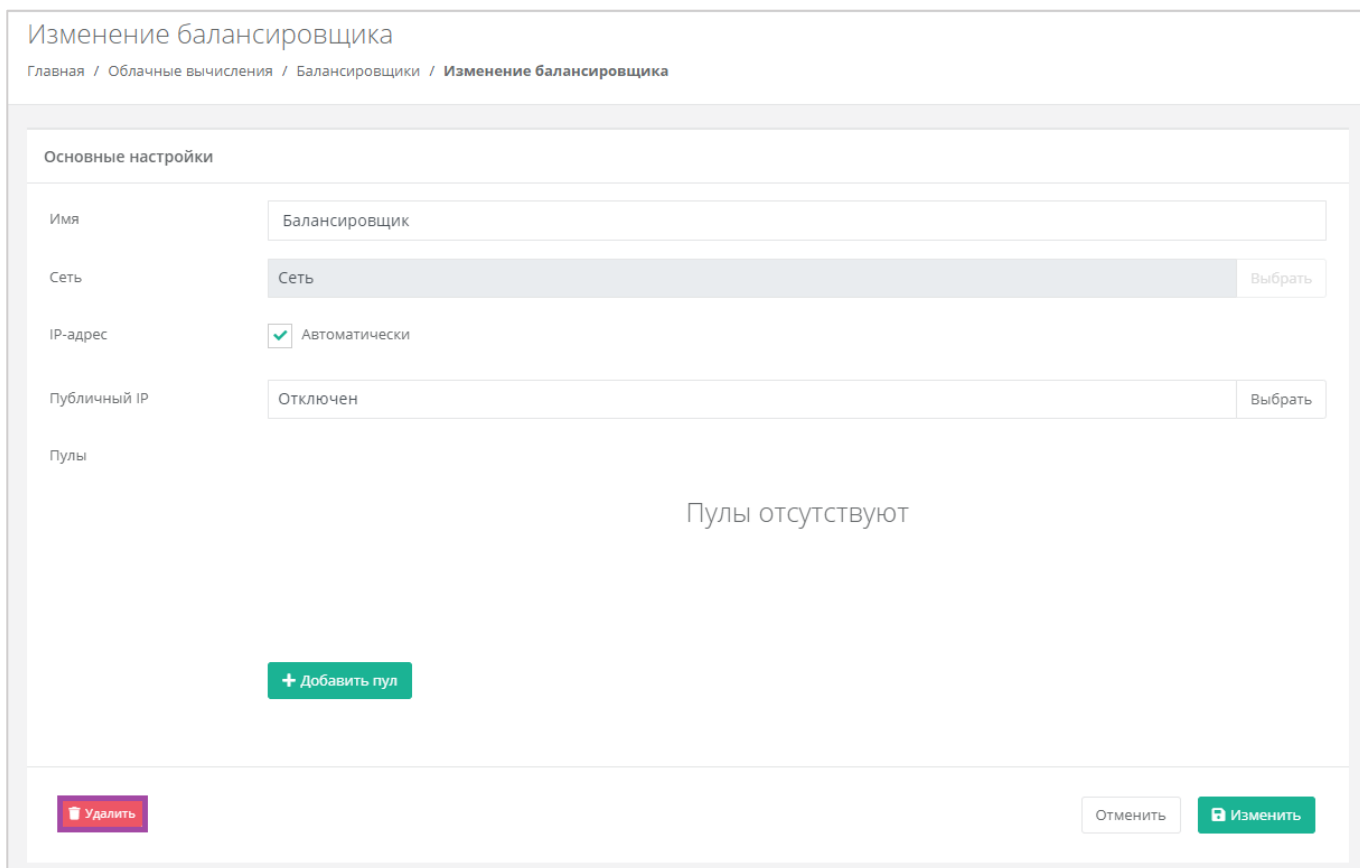 Изменение балансировщика
Главная / Облачные вычисления / Балансировщики / Изменение балансировщика
Основные настройки
Имя
Балансировщик
Сеть
Сеть
Выбрать
IP-адрес
Автоматически
Публичный IP
Отключен
Выбрать
Пулы
Пулы отсутствуют
Добавить пул
Удалить
Отменить
Изменить